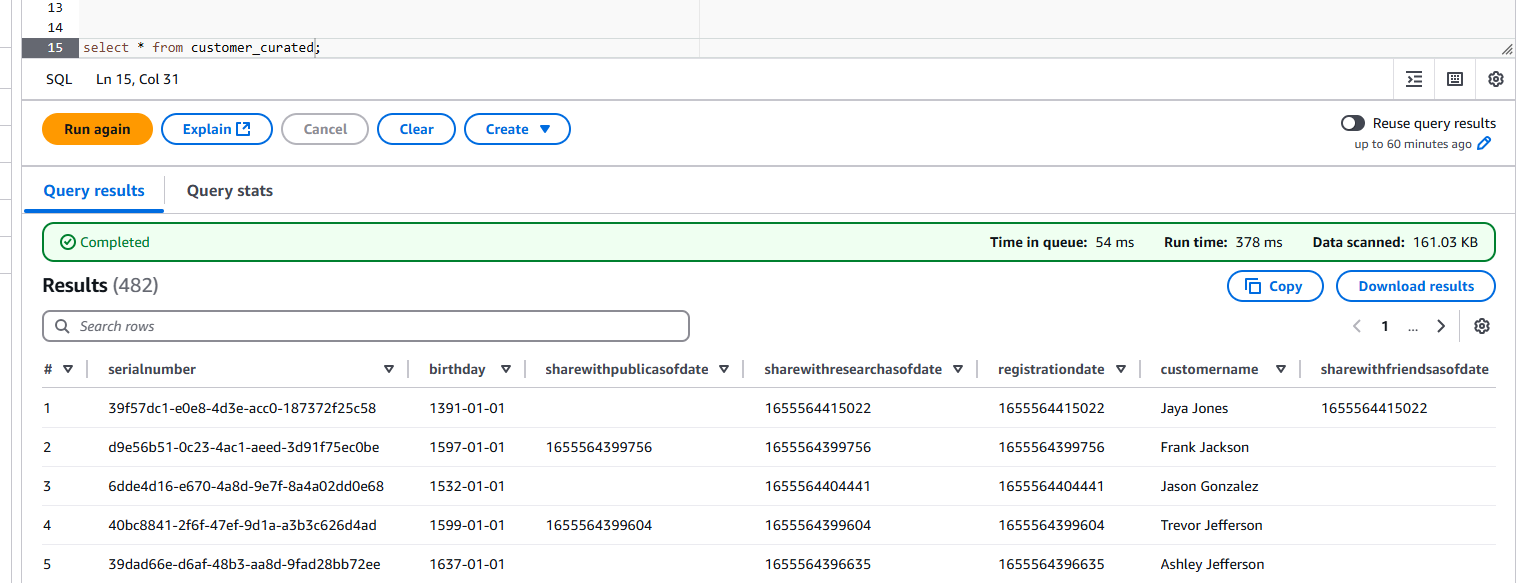 13
14
15 select * from customer_curated;
SQL Ln 15, Col 31
Run again Explain Cancel Clear Create Reuse query results
up to 60 minutes ago
Query results Query stats
Completed Time in queue: 54 ms Run time: 378 ms Data scanned: 161.03 KB
Results (482) Copy Download results
Search rows 1 ...
# serialnumber birthday sharewithpublicasofdate sharewithresearchasofdate registrationdate customername sharewithfriendsasofdate
1 39f57dc1-e0e8-4d3e-acc0-187372f25c58 1391-01-01 1655564415022 1655564415022 Jaya Jones 1655564415022
2 d9e56b51-0c23-4ac1-aeed-3d91f75ec0be 1597-01-01 1655564399756 1655564399756 1655564399756 Frank Jackson
3 6dde4d16-e670-4a8d-9e7f-8a4a02dd0e68 1532-01-01 1655564404441 1655564404441 Jason Gonzalez
4 40bc8841-2f6f-47ef-9d1a-a3b3c626d4ad 1599-01-01 1655564399604 1655564399604 1655564399604 Trevor Jefferson
5 39dad66e-d6af-48b3-aa8d-9fad28bb72ee 1637-01-01 1655564396635 1655564396635 Ashley Jefferson